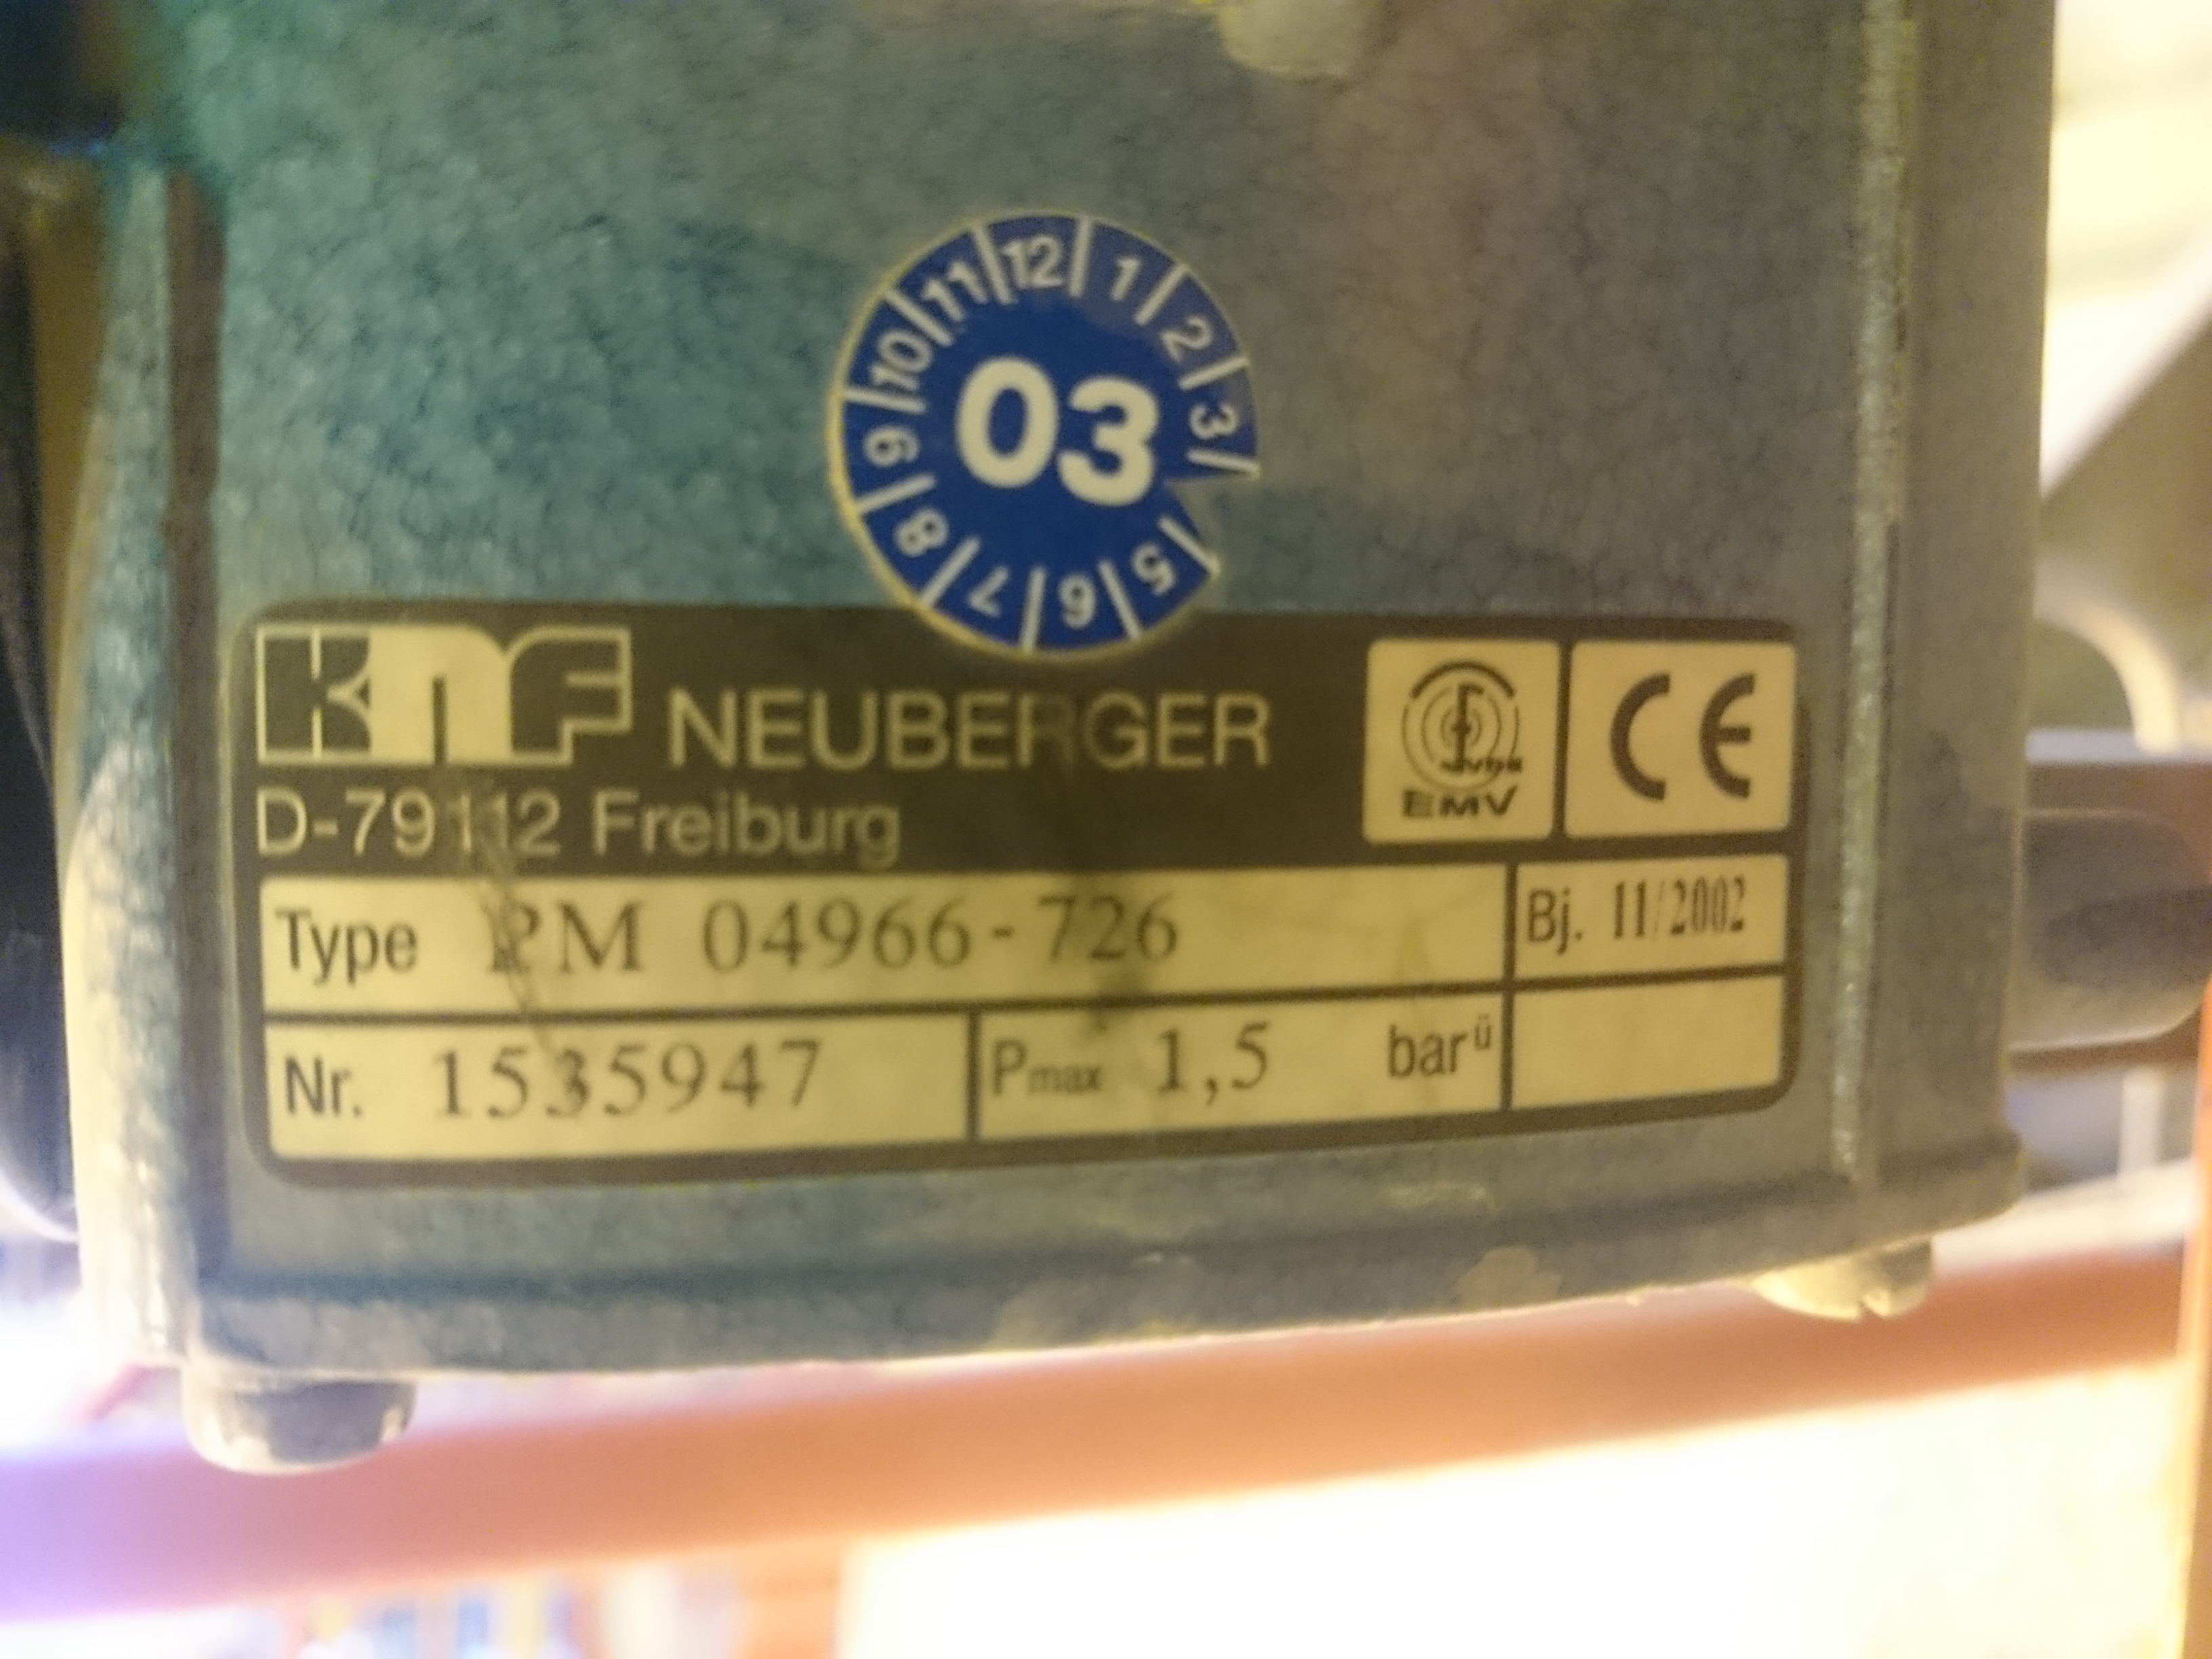 12
1
2
3
5
6
7
8
9
10
11
03
KNF NEUBERGER
D-79112 Freiburg
EMV
CE
Type PM 04966-726
Bj. 11/2002
Nr. 1535947
Pmax 1,5 barü